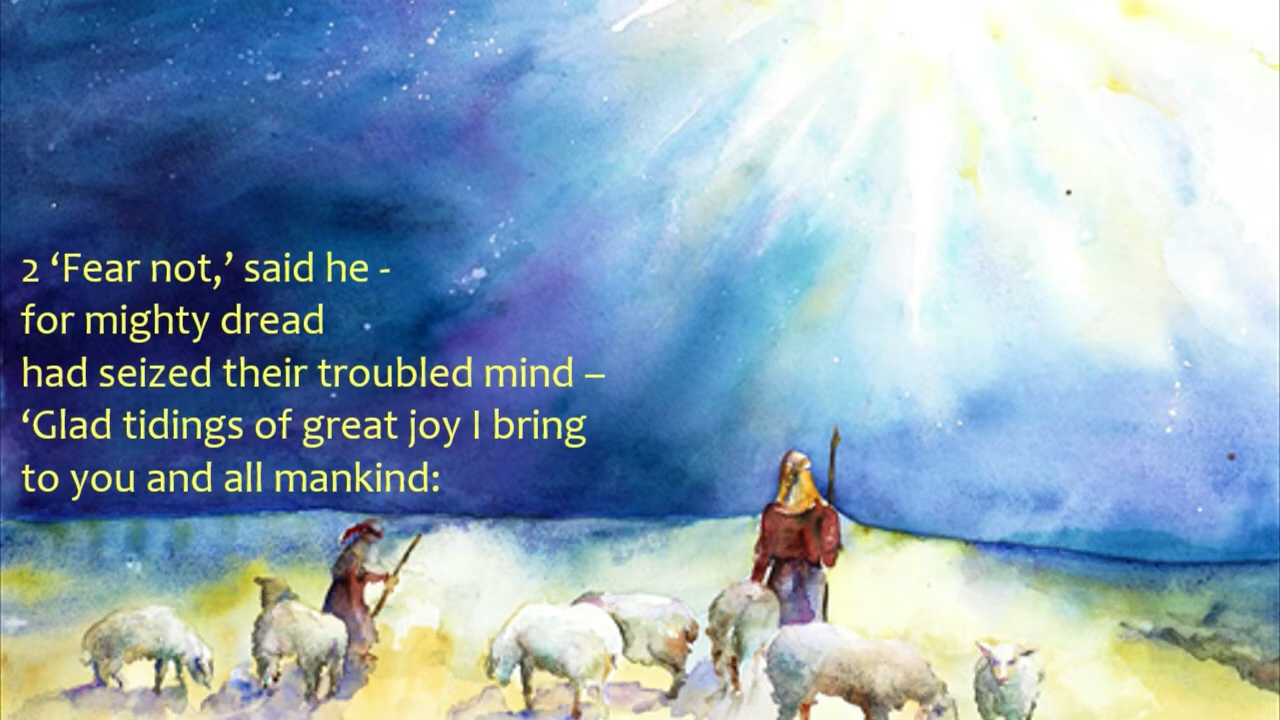 2 ‘Fear not,’ said he -
for mighty dread
had seized their troubled mind –
‘Glad tidings of great joy I bring
to you and all mankind: